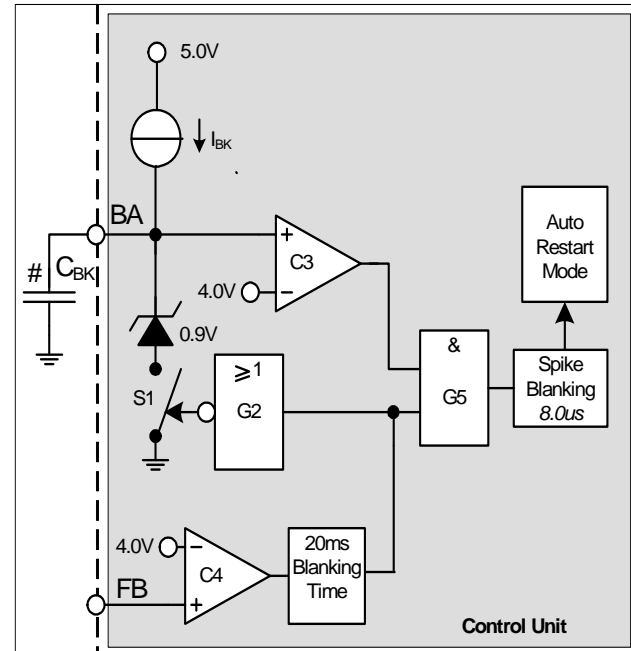 5.0V
I_BK
BA
# C_BK
+
C3
4.0V
−
0.9V
S1
≥1
G2
&
G5
Auto
Restart
Mode
Spike
Blanking
8.0us
4.0V
−
C4
FB
+
20ms
Blanking
Time
Control Unit